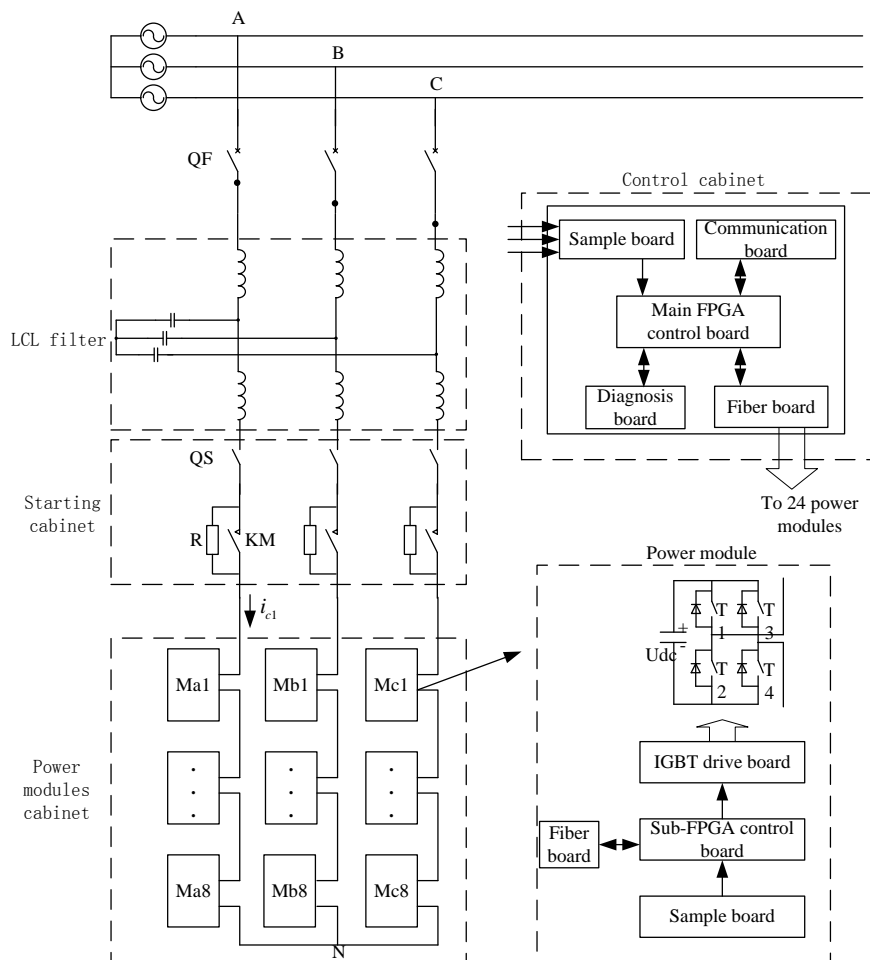 A
B
C
QF
LCL filter
QS
Starting
cabinet
R
KM
ic1
Power
modules
cabinet
Ma1
Mb1
Mc1
Ma8
Mb8
Mc8
N
Control cabinet
Sample board
Communication
board
Main FPGA
control board
Diagnosis
board
Fiber board
To 24 power
modules
Power module
+
Udc
-
T
1
T
3
T
2
T
4
IGBT drive board
Fiber
board
Sub-FPGA control
board
Sample board